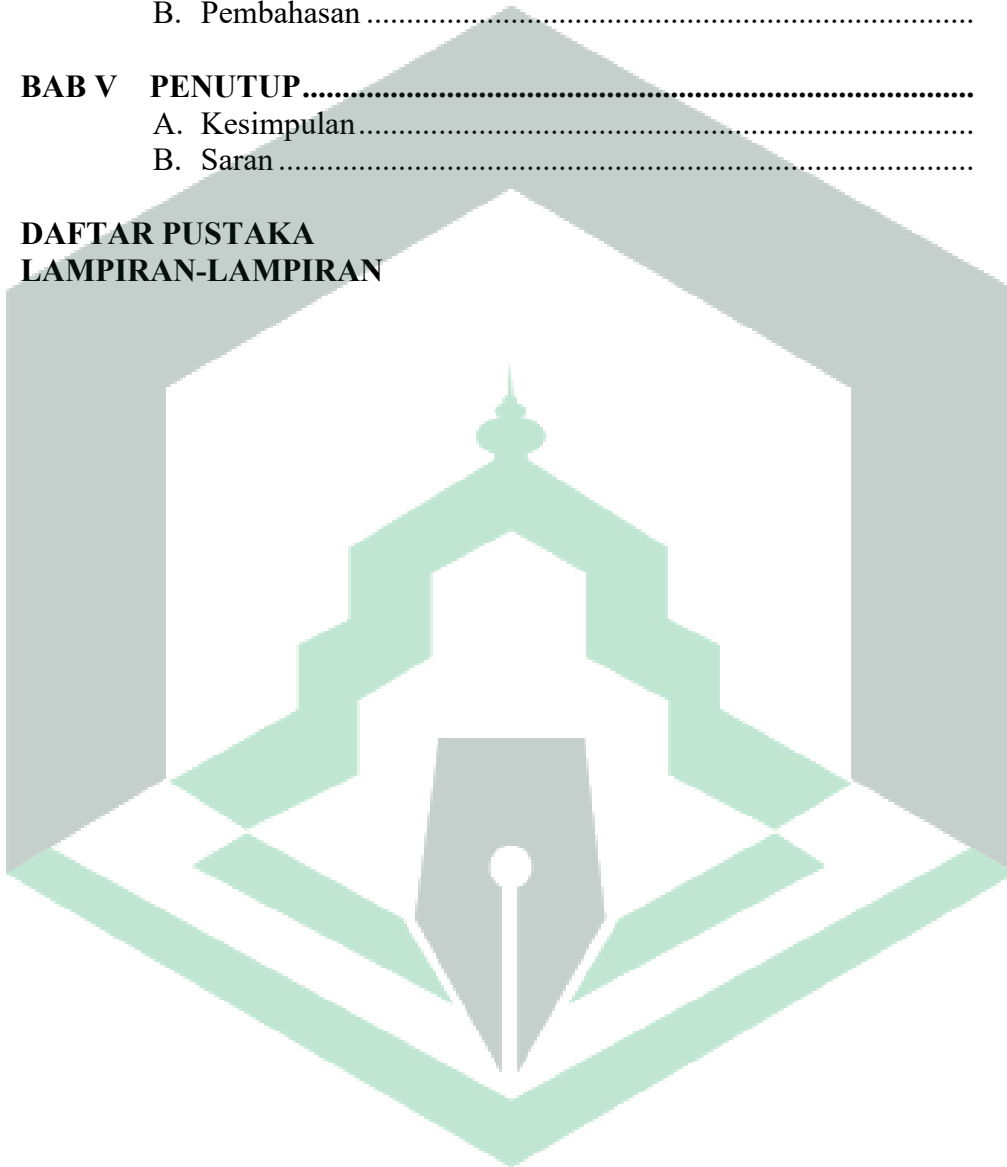 B. Pembahasan ............................................................................
BAB V PENUTUP....................................................................................
A. Kesimpulan.............................................................................
B. Saran .......................................................................................
DAFTAR PUSTAKA
LAMPIRAN-LAMPIRAN